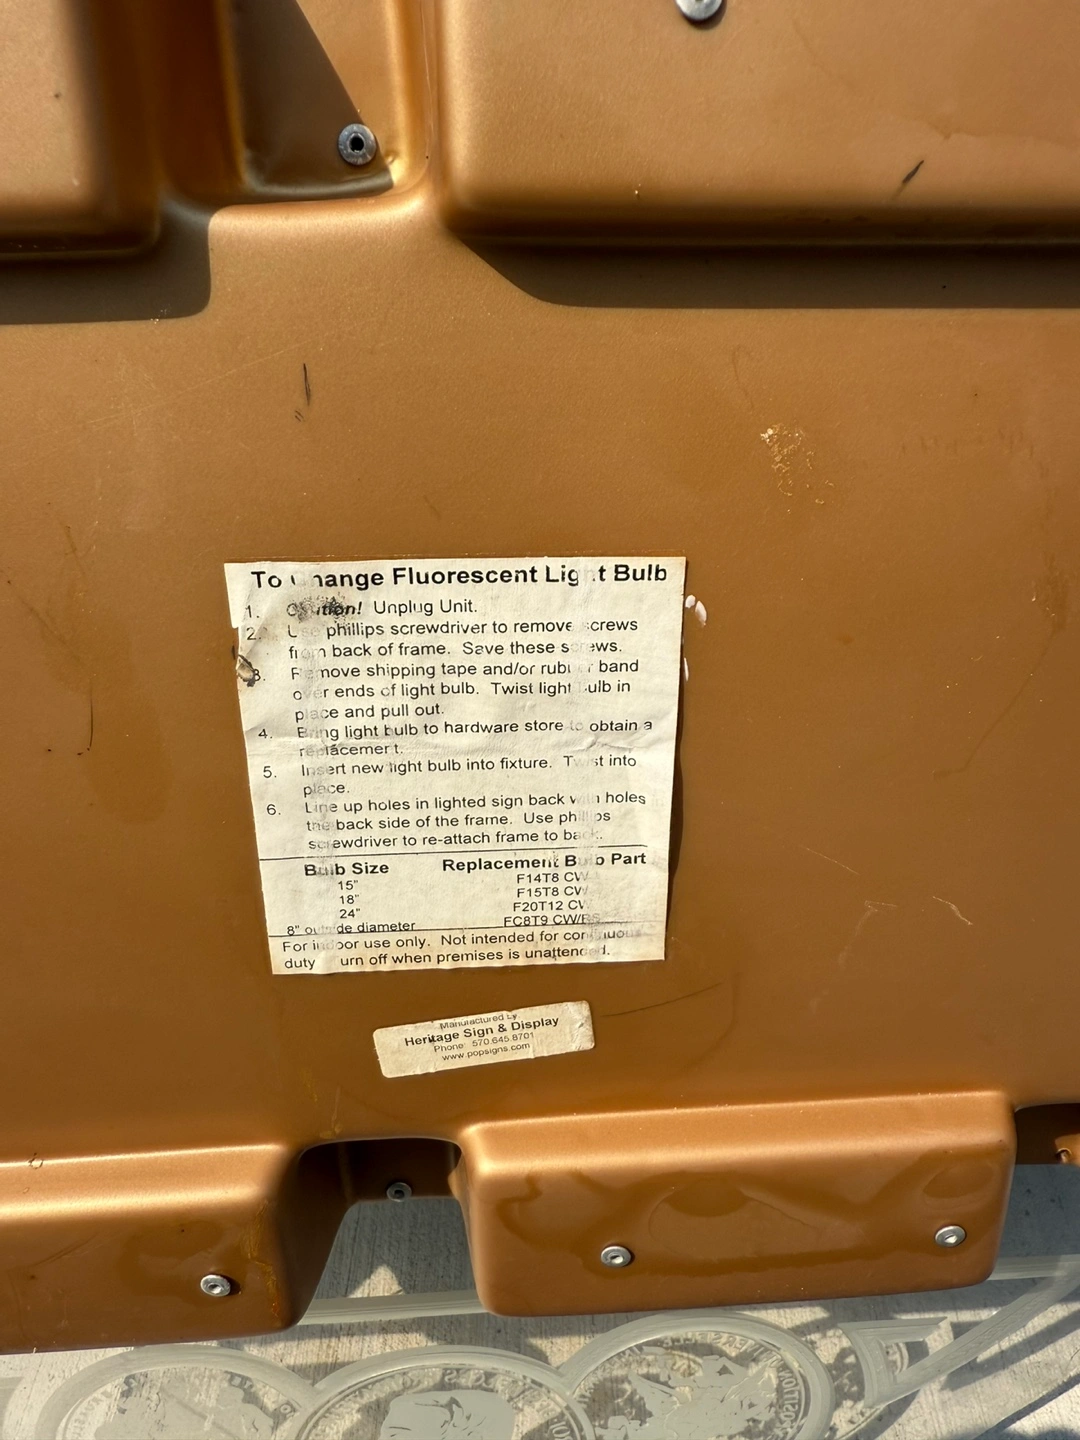 To Change Fluorescent Light Bulb
1. Caution! Unplug Unit.
2. Use phillips screwdriver to remove screws
from back of frame. Save these screws.
3. Remove shipping tape and/or rubber band
over ends of light bulb. Twist light bulb in
place and pull out.
4. Bring light bulb to hardware store to obtain a
replacement.
5. Insert new light bulb into fixture. Twist into
place.
6. Line up holes in lighted sign back with holes
the back side of the frame. Use phillips
screwdriver to re-attach frame to back.
Bulb Size Replacement Bulb Part
15" F14T8 CW
18" F15T8 CW
24" F20T12 CW
8" outside diameter FC8T9 CW/RS
For indoor use only. Not intended for continuous
duty urn off when premises is unattended.
Manufactured by
Heritage Sign & Display
Phone: 570.645.8701
www.popsigns.com